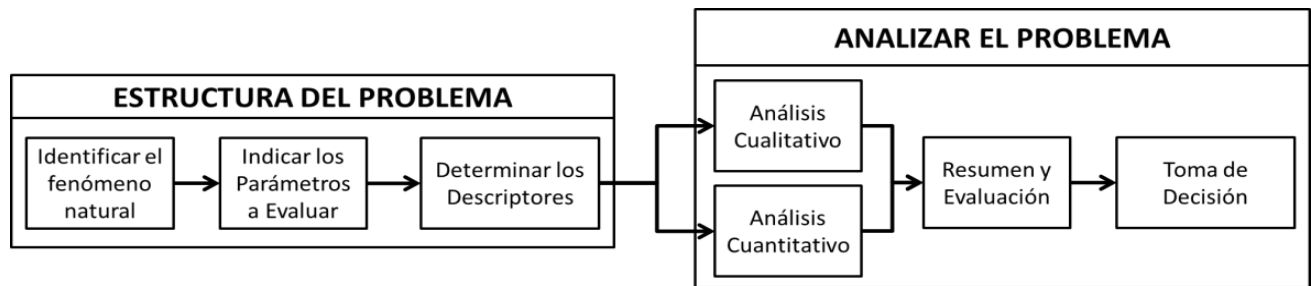 ESTRUCTURA DEL PROBLEMA
Identificar el
fenómeno
natural
Indicar los
Parámetros
a Evaluar
Determinar los
Descriptores
ANALIZAR EL PROBLEMA
Análisis
Cualitativo
Análisis
Cuantitativo
Resumen y
Evaluación
Toma de
Decisión